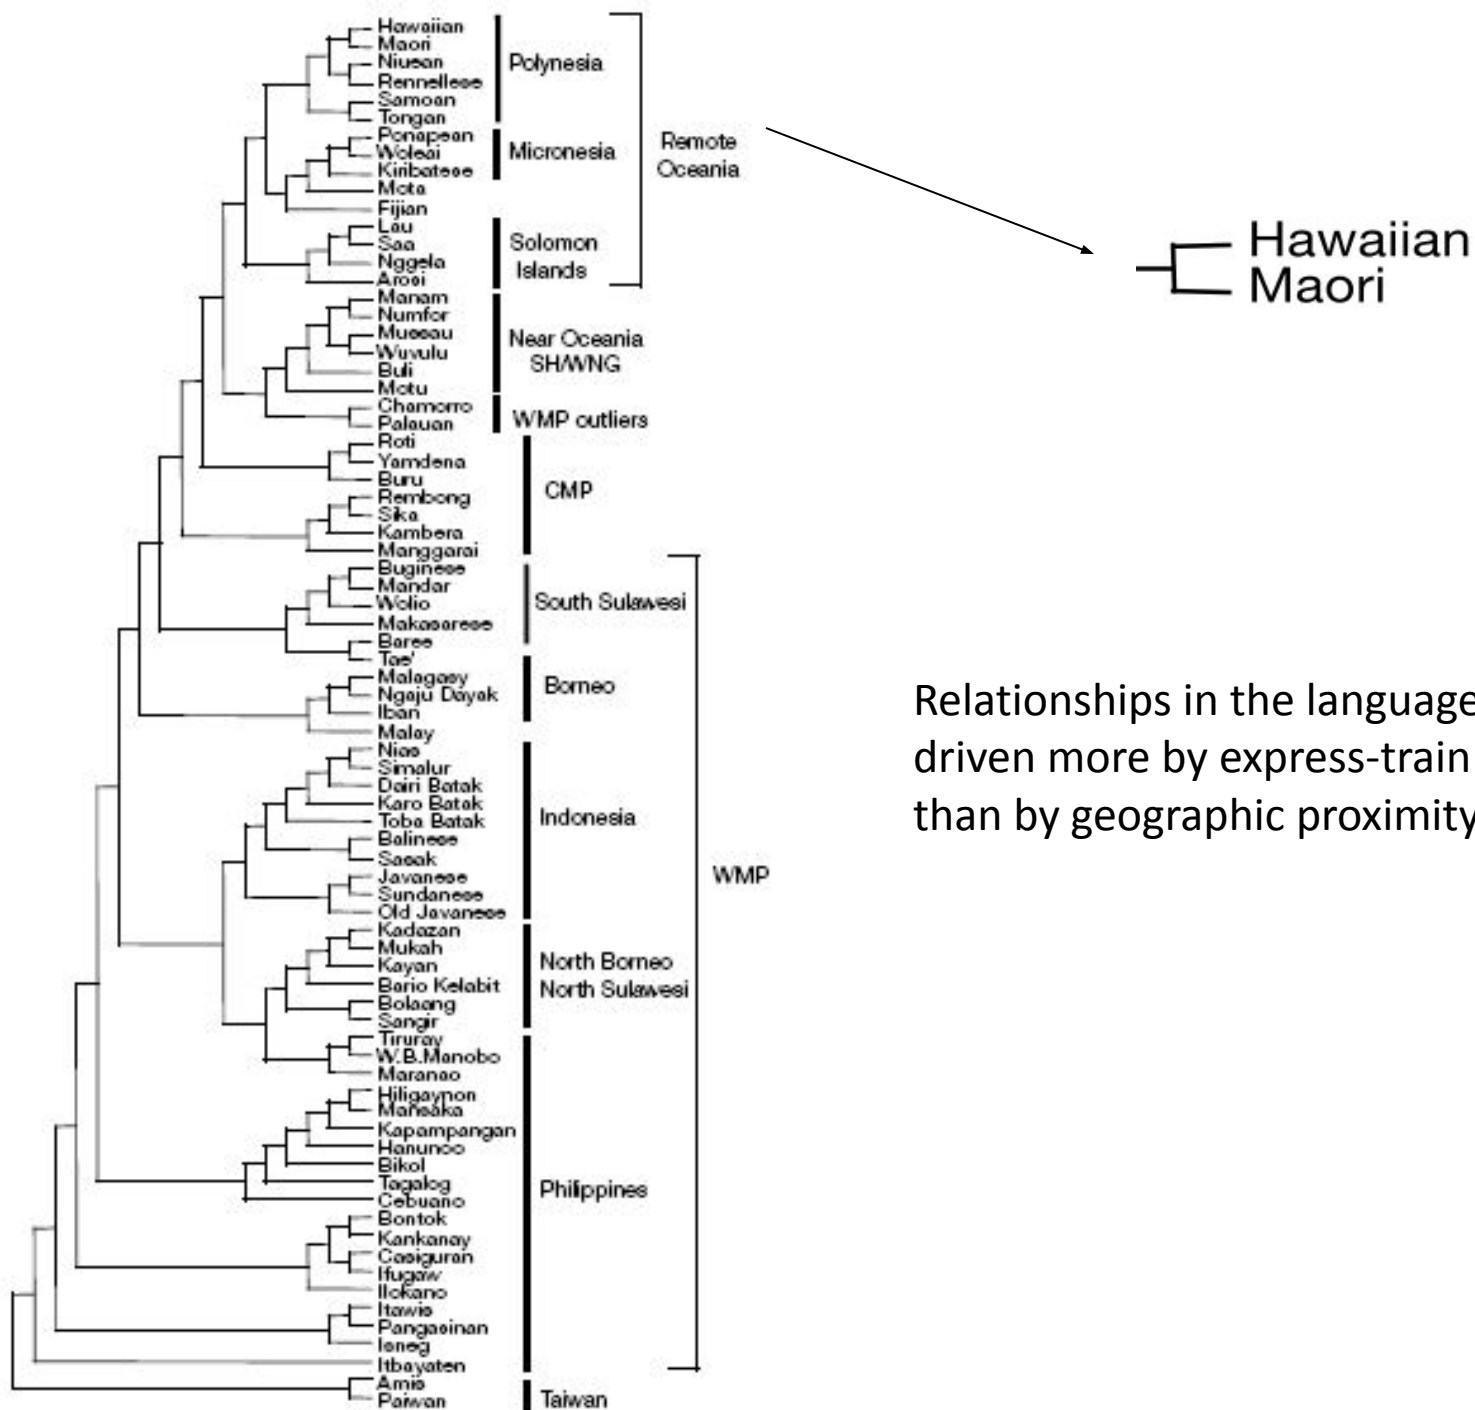 Hawaiian
Maori
Niuean
Rennellese
Samoan
Tongan
Ponapean
Woleai
Kiribatese
Mota
Fijian
Lau
Saa
Nggela
Arosi
Manam
Numfor
Mussau
Wuvulu
Buli
Motu
Chamorro
Palauan
Roti
Yamdena
Buru
Rembong
Sika
Kambera
Manggarai
Buginese
Mandar
Wolio
Makasarese
Baree
Tae'
Malagasy
Ngaju Dayak
Iban
Malay
Nias
Simalur
Dairi Batak
Karo Batak
Toba Batak
Balinese
Sasak
Javanese
Sundanese
Old Javanese
Kadazan
Mukah
Kayan
Bario Kelabit
Bolaang
Sangir
Tiruray
W.B.Manobo
Maranao
Hiligaynon
Mansaka
Kapampangan
Hanunoo
Bikol
Tagalog
Cebuano
Bontok
Kankanay
Casiguran
Ifugaw
Ilokano
Itawis
Pangasinan
Isneg
Itbayaten
Amis
Paiwan
Polynesia
Micronesia
Solomon
Islands
Near Oceania
SH/WNG
WMP outliers
CMP
South Sulawesi
Borneo
Indonesia
North Borneo
North Sulawesi
Philippines
Taiwan
Remote
Oceania
WMP
Hawaiian
Maori
Relationships in the language
driven more by express-train
than by geographic proximity